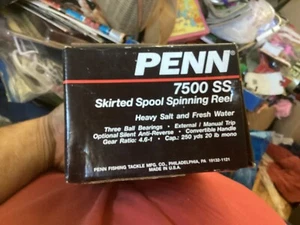 PENN®
7500 SS
Skirted Spool Spinning Reel
Heavy Salt and Fresh Water
Three Ball Bearings • External / Manual Trip
Optional Silent Anti-Reverse • Convertible Handle
Gear Ratio: 4.6-1 • Cap.: 250 yds 20 lb mono
PENN FISHING TACKLE MFG. CO., PHILADELPHIA, PA 19132-1121
MADE IN U.S.A.